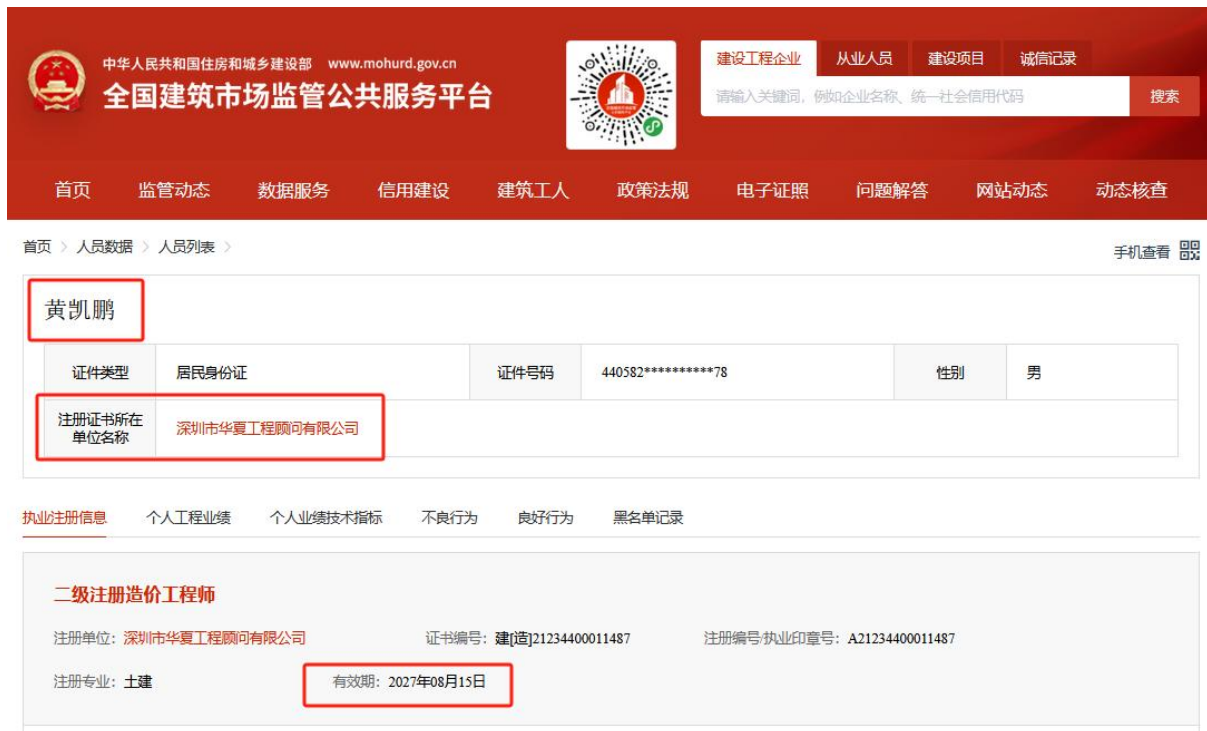 中华人民共和国住房和城乡建设部 www.mohurd.gov.cn
全国建筑市场监管公共服务平台
建设工程企业 从业人员 建设项目 诚信记录
请输入关键词，例如企业名称、统一社会信用代码 搜索
首页 监管动态 数据服务 信用建设 建筑工人 政策法规 电子证照 问题解答 网站动态 动态核查
首页 > 人员数据 > 人员列表 >
手机查看
黄凯鹏
证件类型 居民身份证 证件号码 440582**********78 性别 男
注册证书所在
单位名称
深圳市华夏工程顾问有限公司
执业注册信息 个人工程业绩 个人业绩技术指标 不良行为 良好行为 黑名单记录
二级注册造价工程师
注册单位：深圳市华夏工程顾问有限公司 证书编号：建[造]21234400011487 注册编号/执业印章号：A21234400011487
注册专业：土建 有效期：2027年08月15日